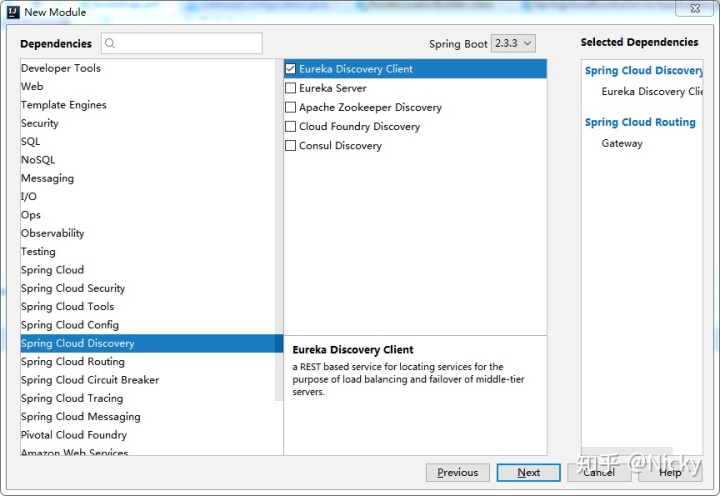 New Module
Dependencies
Spring Boot 2.3.3
Selected Dependencies
Developer Tools
Web
Template Engines
Security
SQL
NoSQL
Messaging
I/O
Ops
Observability
Testing
Spring Cloud
Spring Cloud Security
Spring Cloud Tools
Spring Cloud Config
Spring Cloud Discovery
Spring Cloud Routing
Spring Cloud Circuit Breaker
Spring Cloud Tracing
Spring Cloud Messaging
Pivotal Cloud Foundry
Amazon Web Services
Eureka Discovery Client
Eureka Server
Apache Zookeeper Discovery
Cloud Foundry Discovery
Consul Discovery
Eureka Discovery Client
a REST based service for locating services for the
purpose of load balancing and failover of middle-tier
servers.
Spring Cloud Discovery
Eureka Discovery Clie
Spring Cloud Routing
Gateway
Previous
Next
Cancel
Help
知乎 @Nicky